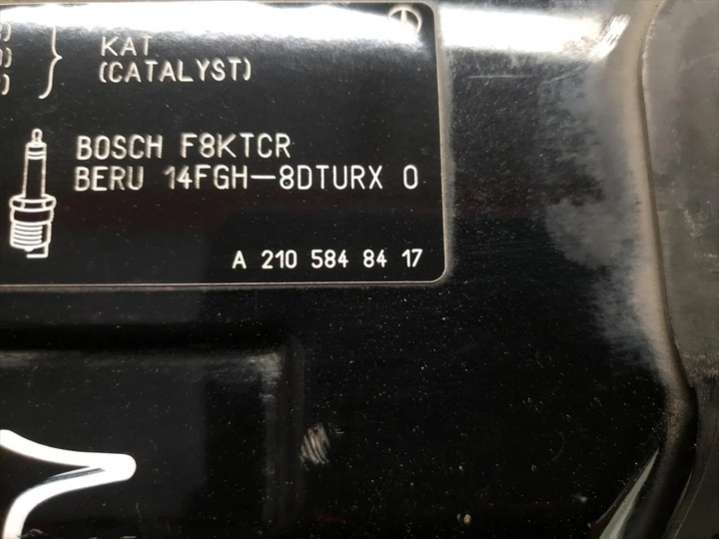 KAT
(CATALYST)
BOSCH F8KTCR
BERU 14FGH-8DTURX 0
A 210 584 84 17